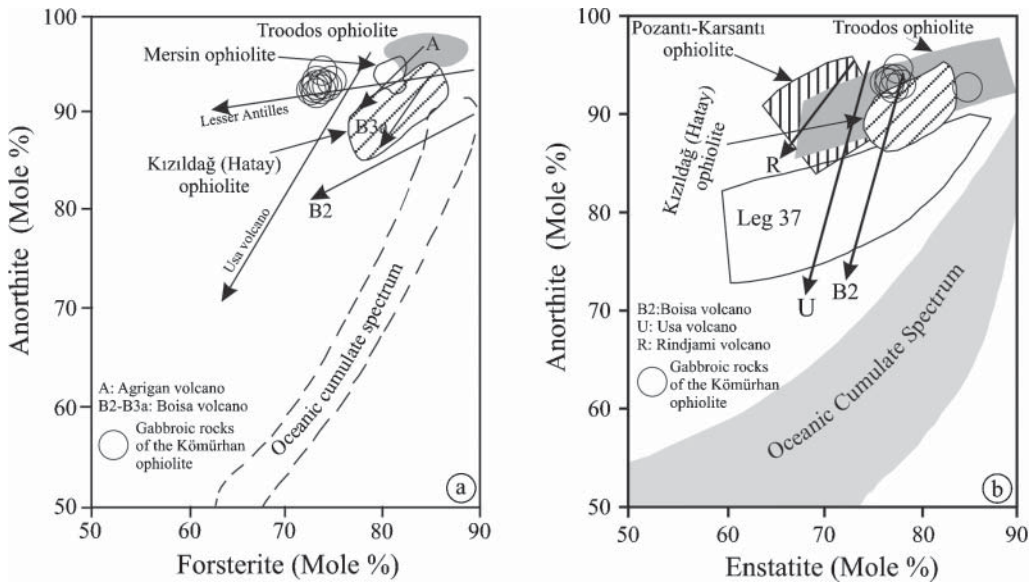 100
90
80
70
60
50
50
60
70
80
90
Anorthite (Mole %)
Forsterite (Mole %)
Troodos ophiolite
Mersin ophiolite
A
Lesser Antilles
B3a
Kızıldağ (Hatay)
ophiolite
B2
Usa volcano
Oceanic cumulate spectrum
A: Agrigan volcano
B2-B3a: Boisa volcano
Gabbroic rocks
of the Kömürhan
ophiolite
a
100
90
80
70
60
50
50
60
70
80
90
Anorthite (Mole %)
Enstatite (Mole %)
Pozantı-Karsantı
ophiolite
Troodos ophiolite
Kızıldağ (Hatay)
ophiolite
R
Leg 37
U
B2
B2:Boisa volcano
U: Usa volcano
R: Rindjami volcano
Gabbroic rocks
of the Kömürhan
ophiolite
Oceanic Cumulate Spectrum
b